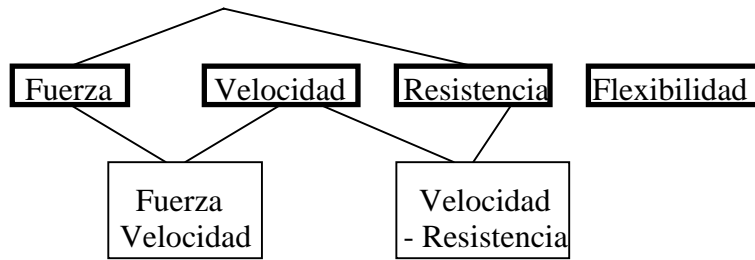 Fuerza
Velocidad
Resistencia
Flexibilidad
Fuerza
Velocidad
Velocidad
- Resistencia